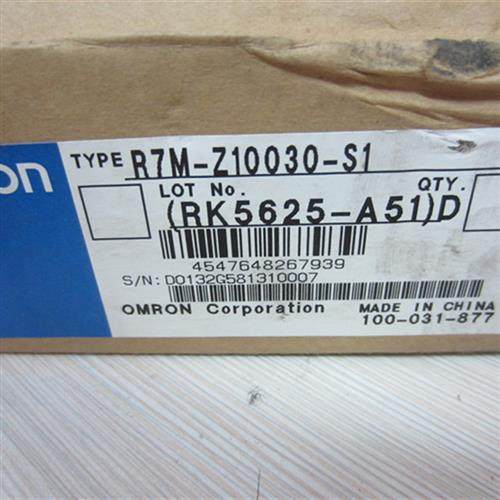 on
TYPE R7M-Z10030-S1
LOT No. QTY.
(RK5625-A51)D
4547648267939
S/N: D0132G581310007
OMRON Corporation MADE IN CHINA
100-031-877